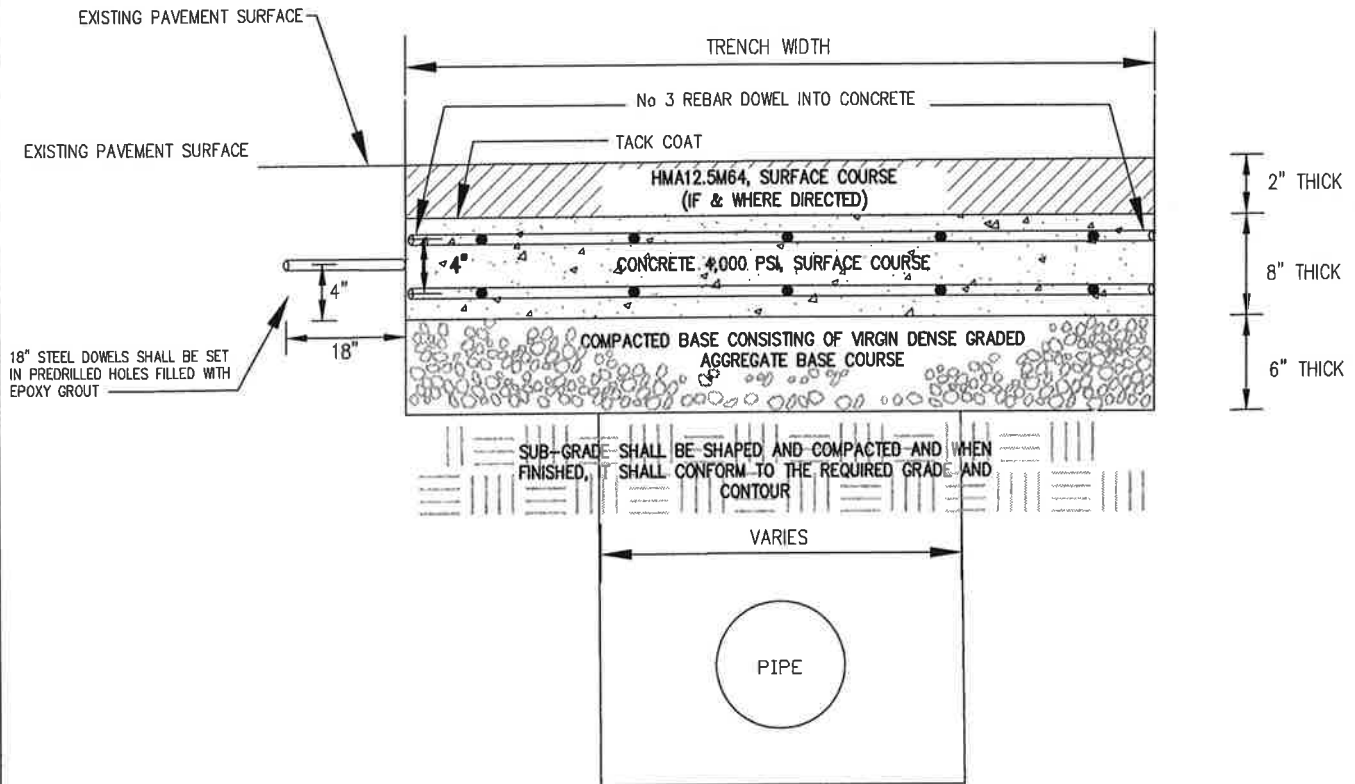 EXISTING PAVEMENT SURFACE
TRENCH WIDTH
No 3 REBAR DOWEL INTO CONCRETE
EXISTING PAVEMENT SURFACE
TACK COAT
HMA12.5M64, SURFACE COURSE
(IF & WHERE DIRECTED)
2" THICK
4"
CONCRETE 4,000 PSI, SURFACE COURSE
8" THICK
4"
18"
18" STEEL DOWELS SHALL BE SET
IN PREDRILLED HOLES FILLED WITH
EPOXY GROUT
COMPACTED BASE CONSISTING OF VIRGIN DENSE GRADED
AGGREGATE BASE COURSE
6" THICK
SUB-GRADE SHALL BE SHAPED AND COMPACTED AND WHEN
FINISHED, IT SHALL CONFORM TO THE REQUIRED GRADE AND
CONTOUR
VARIES
PIPE